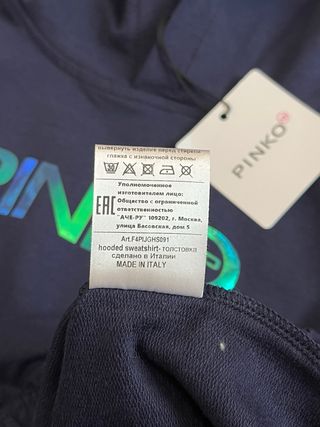 вывернуть изделие перед стиркой
глажка с изнаночной стороны
Уполномоченное
изготовителем лицо:
Общество с ограниченной
ответственностью
"АЧЕ-РУ" 109202, г. Москва,
улица Басовская, дом 5
EAC
Art.F4PIJGHS091
hooded sweatshirt- толстовка
сделано в Италии
MADE IN ITALY
PINKO
PINKO